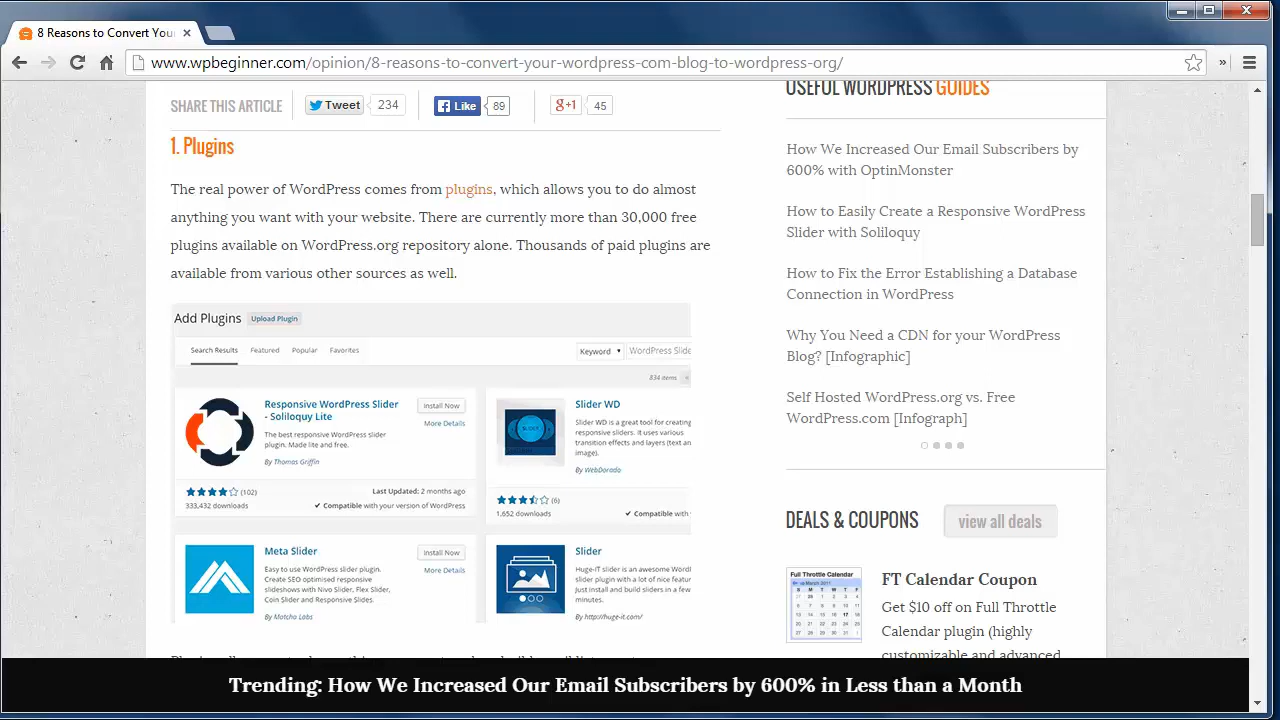 8 Reasons to Convert You
www.wpbeginner.com/opinion/8-reasons-to-convert-your-wordpress-com-blog-to-wordpress-org/
SHARE THIS ARTICLE
Tweet 234
Like 89
g+1 45
1. Plugins
The real power of WordPress comes from plugins, which allows you to do almost
anything you want with your website. There are currently more than 30,000 free
plugins available on WordPress.org repository alone. Thousands of paid plugins are
available from various other sources as well.
Add Plugins Upload Plugin
Search Results Featured Popular Favorites
Keyword WordPress Slide
834 items «
Responsive WordPress Slider
- Soliloquy Lite
Install Now
More Details
The best responsive WordPress slider
plugin. Made lite and free.
By Thomas Griffin
(102)
333,432 downloads
Last Updated: 2 months ago
✓ Compatible with your version of WordPress
Slider WD
Slider WD is a great tool for creating
responsive sliders. It uses various
transition effects and layers (text an
image).
By WebDorado
(6)
1,652 downloads
✓ Compatible
Meta Slider
Install Now
More Details
Easy to use WordPress slider plugin.
Create SEO optimised responsive
slideshows with Nivo Slider, Flex Slider,
Coin Slider and Responsive Slides.
By Matcha Labs
Slider
Huge-IT slider is an awesome Word
slider plugin with a lot of nice featur
Just install and build sliders in a few
minutes.
By http://huge-it.com/
USEFUL WORDPRESS GUIDES
How We Increased Our Email Subscribers by
600% with OptinMonster
How to Easily Create a Responsive WordPress
Slider with Soliloquy
How to Fix the Error Establishing a Database
Connection in WordPress
Why You Need a CDN for your WordPress
Blog? [Infographic]
Self Hosted WordPress.org vs. Free
WordPress.com [Infograph]
DEALS & COUPONS
view all deals
Full Throttle Calendar
March 2011
FT Calendar Coupon
Get $10 off on Full Throttle
Calendar plugin (highly
customizable and advanced
Trending: How We Increased Our Email Subscribers by 600% in Less than a Month